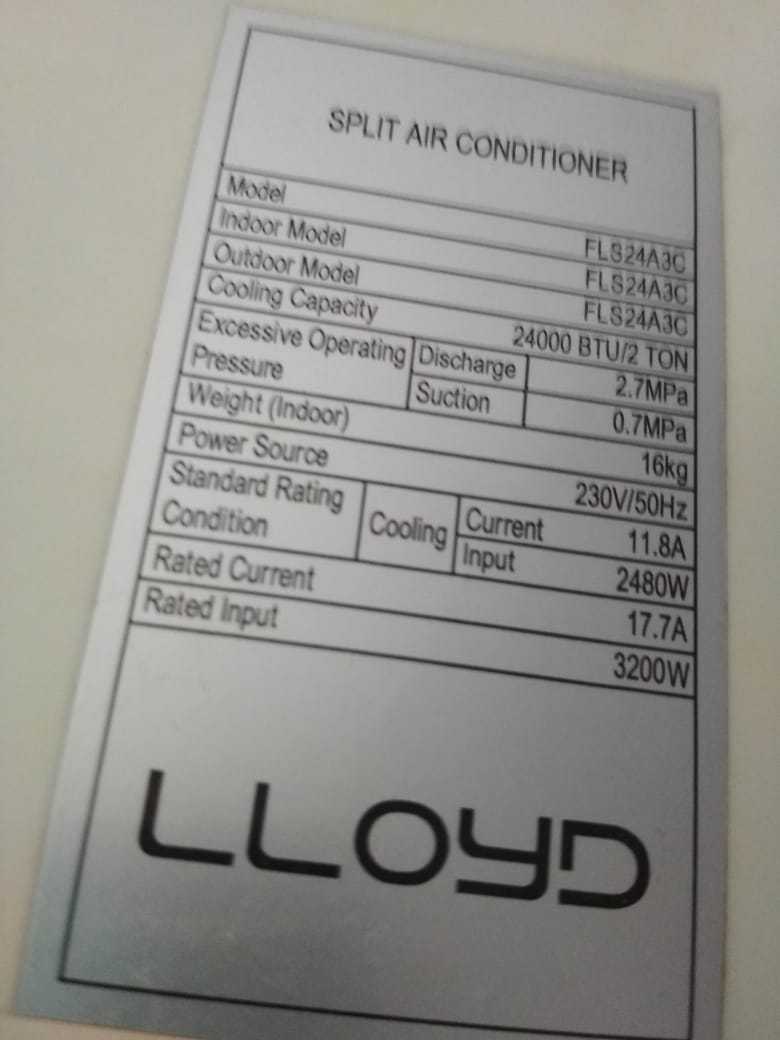 SPLIT AIR CONDITIONER
Model FLS24A3C
Indoor Model FLS24A3C
Outdoor Model FLS24A3C
Cooling Capacity 24000 BTU/2 TON
Excessive Operating Pressure Discharge 2.7MPa
Suction 0.7MPa
Weight (Indoor) 16kg
Power Source 230V/50Hz
Standard Rating Condition Cooling Current 11.8A
Input 2480W
Rated Current 17.7A
Rated Input 3200W
LLOYD